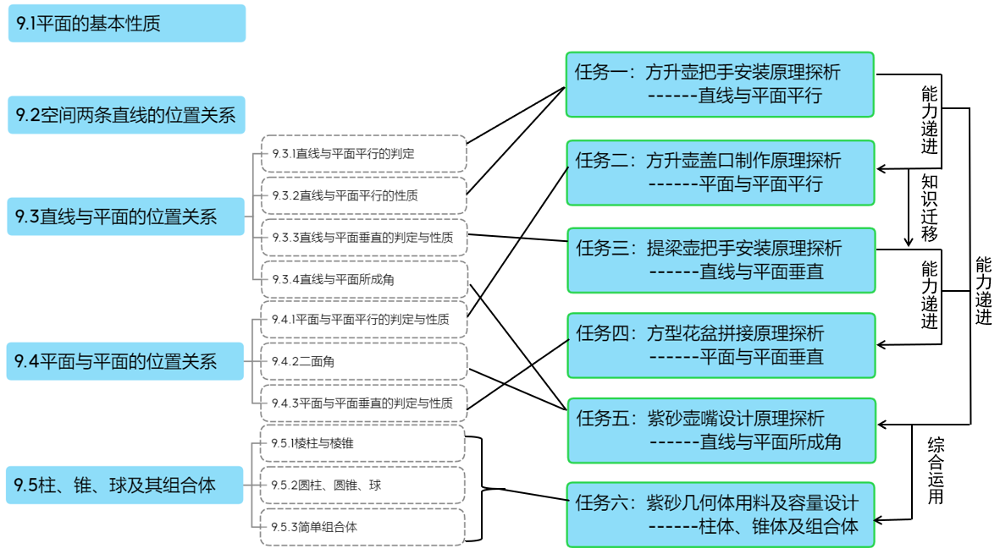 9.1平面的基本性质
9.2空间两条直线的位置关系
9.3直线与平面的位置关系
9.3.1直线与平面平行的判定
9.3.2直线与平面平行的性质
9.3.3直线与平面垂直的判定与性质
9.3.4直线与平面所成角
9.4平面与平面的位置关系
9.4.1平面与平面平行的判定与性质
9.4.2二面角
9.4.3平面与平面垂直的判定与性质
9.5柱、锥、球及其组合体
9.5.1棱柱与棱锥
9.5.2圆柱、圆锥、球
9.5.3简单组合体
任务一：方升壶把手安装原理探析
------直线与平面平行
任务二：方升壶盖口制作原理探析
------平面与平面平行
任务三：提梁壶把手安装原理探析
------直线与平面垂直
任务四：方型花盆拼接原理探析
------平面与平面垂直
任务五：紫砂壶嘴设计原理探析
------直线与平面所成角
任务六：紫砂几何体用料及容量设计
------柱体、锥体及组合体
能力递进
知识迁移
能力递进
能力递进
综合运用